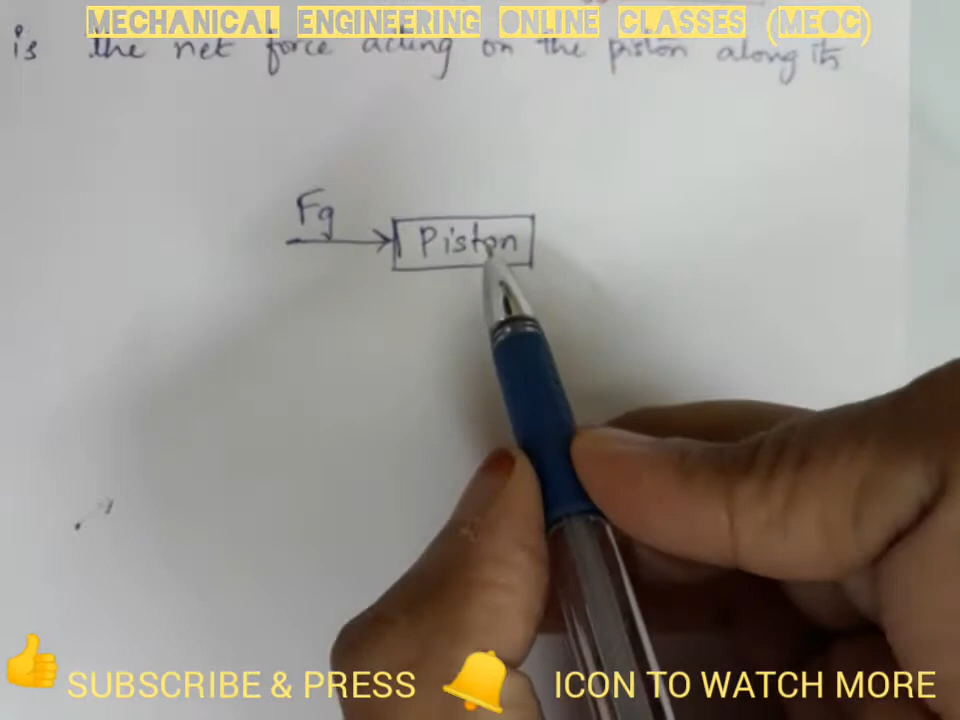 MECHANICAL ENGINEERING ONLINE CLASSES (MEOC)
is the net force acting on the piston along its
Fg
Piston
SUBSCRIBE & PRESS ICON TO WATCH MORE